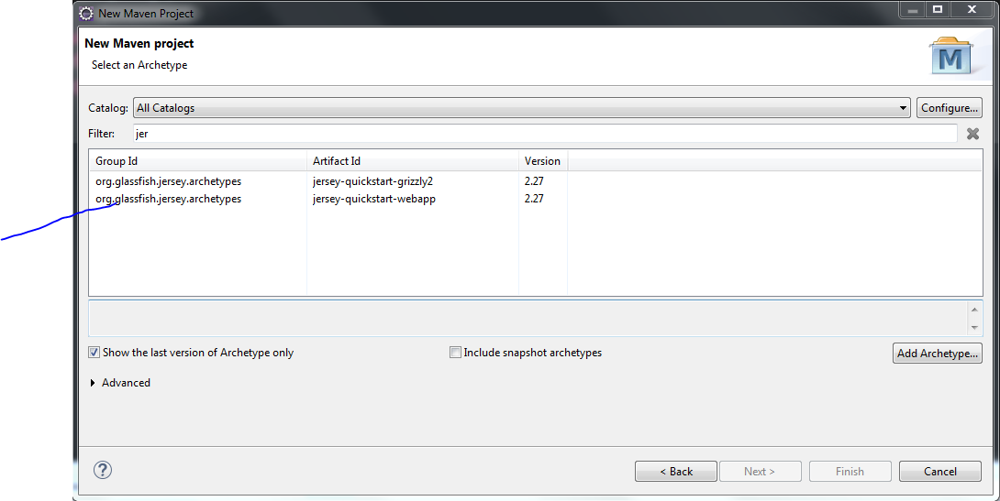 New Maven Project
New Maven project
Select an Archetype
M
Catalog: All Catalogs Configure...
Filter: jer
Group Id Artifact Id Version
org.glassfish.jersey.archetypes jersey-quickstart-grizzly2 2.27
org.glassfish.jersey.archetypes jersey-quickstart-webapp 2.27
Show the last version of Archetype only Include snapshot archetypes Add Archetype...
Advanced
? < Back Next > Finish Cancel